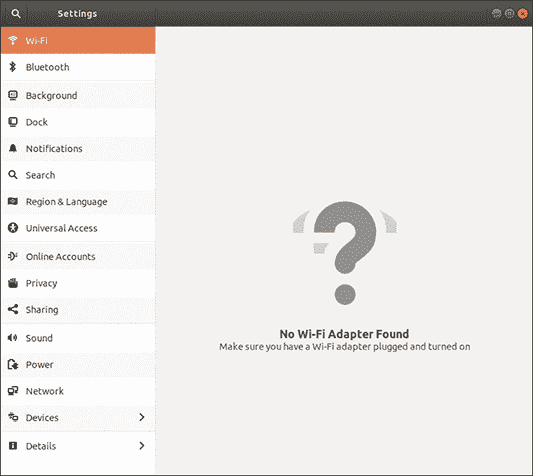 Settings
Wi-Fi
Bluetooth
Background
Dock
Notifications
Search
Region & Language
Universal Access
Online Accounts
Privacy
Sharing
Sound
Power
Network
Devices
Details
No Wi-Fi Adapter Found
Make sure you have a Wi-Fi adapter plugged and turned on